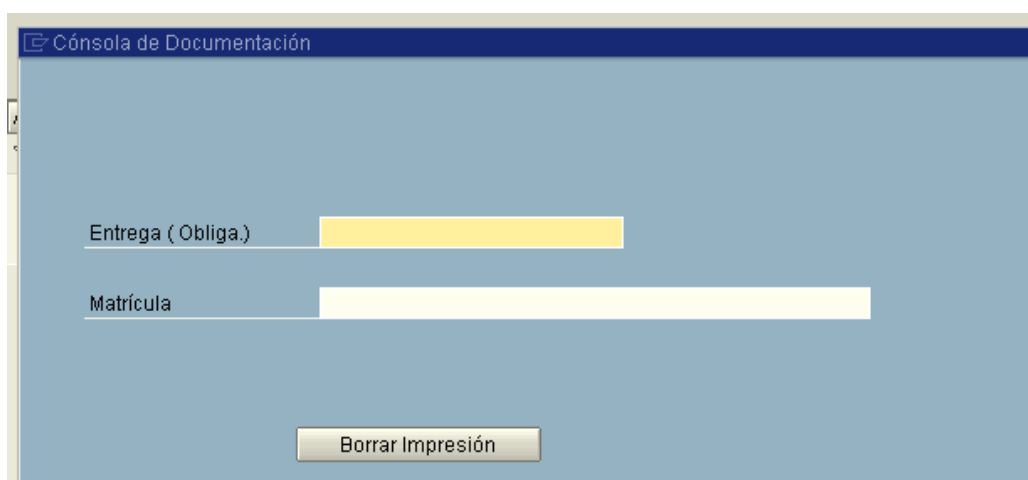 Cónsola de Documentación
Entrega ( Obliga.)
Matrícula
Borrar Impresión